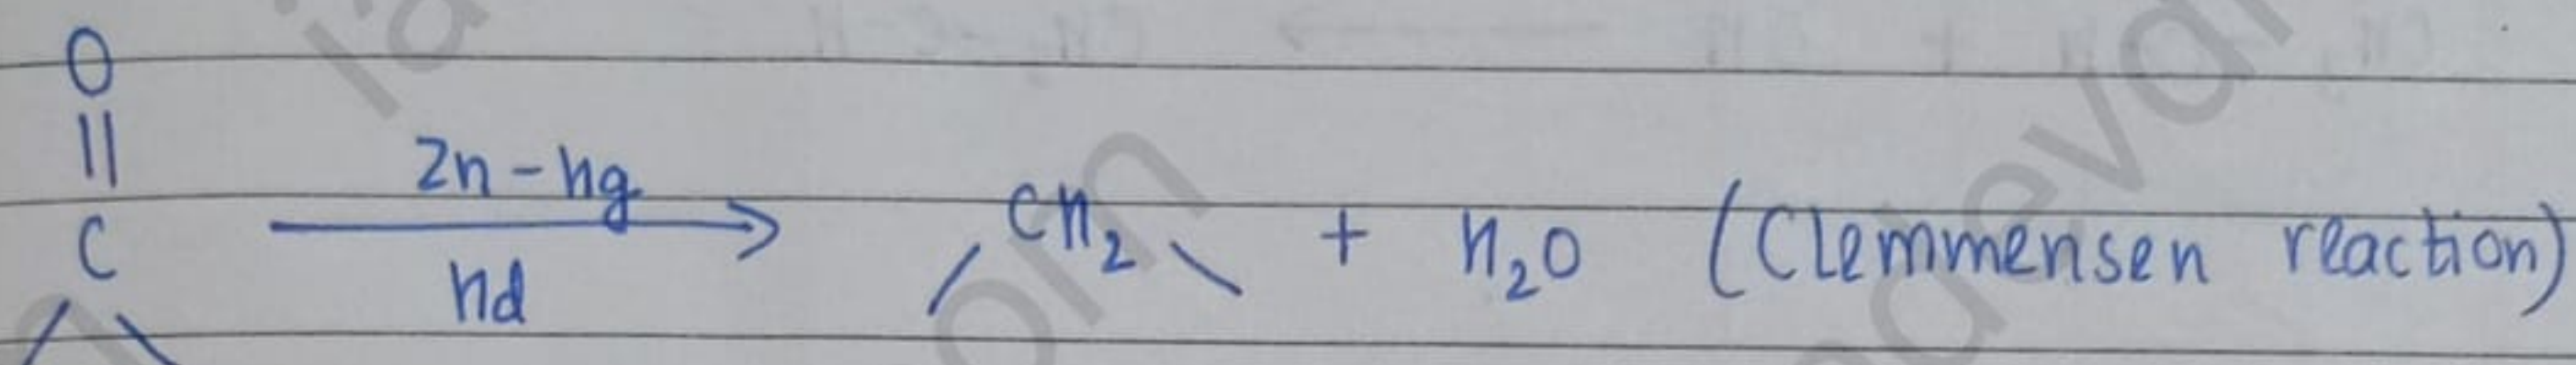 O
||
C
Zn - Hg
HCl
CH₂ + H₂O (Clemmensen reaction)